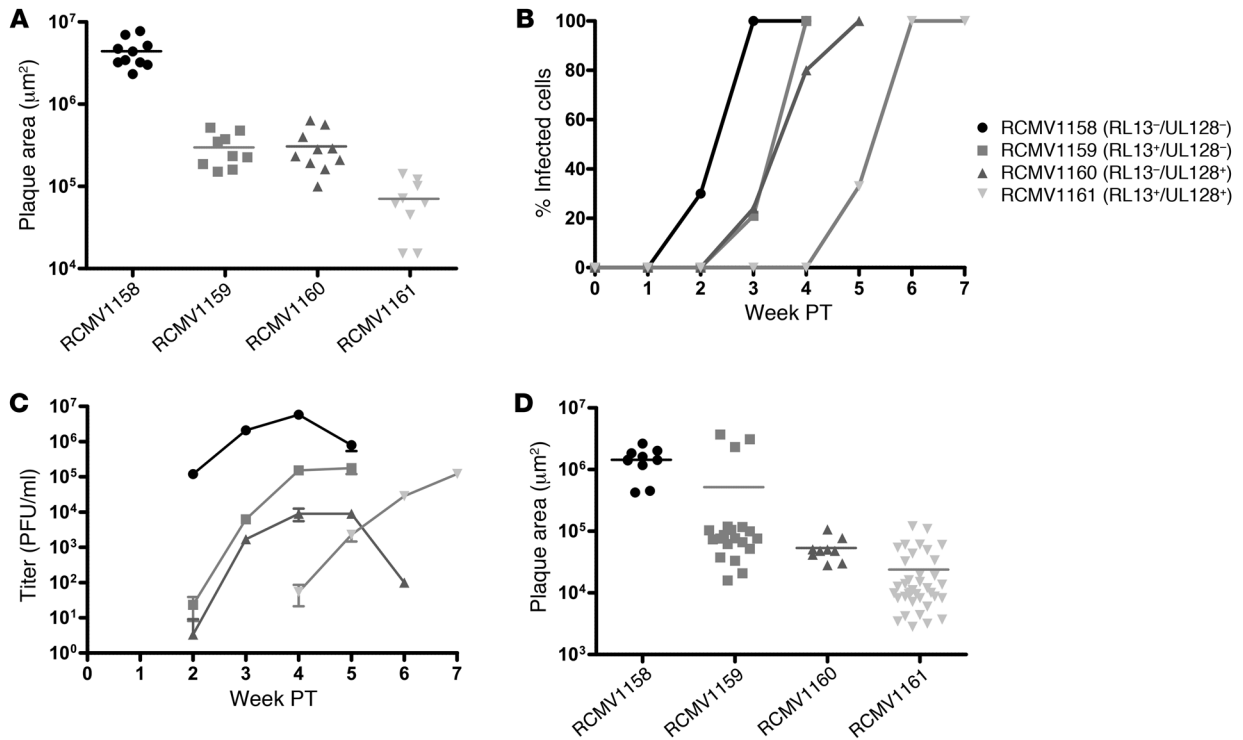 A
Plaque area (µm²)
10⁷
10⁶
10⁵
10⁴
RCMV1158
RCMV1159
RCMV1160
RCMV1161
B
% Infected cells
100
80
60
40
20
0
0 1 2 3 4 5 6 7
Week PT
RCMV1158 (RL13⁻/UL128⁻)
RCMV1159 (RL13⁺/UL128⁻)
RCMV1160 (RL13⁻/UL128⁺)
RCMV1161 (RL13⁺/UL128⁺)
C
Titer (PFU/ml)
10⁷
10⁶
10⁵
10⁴
10³
10²
10¹
10⁰
0 1 2 3 4 5 6 7
Week PT
D
Plaque area (µm²)
10⁷
10⁶
10⁵
10⁴
10³
RCMV1158
RCMV1159
RCMV1160
RCMV1161